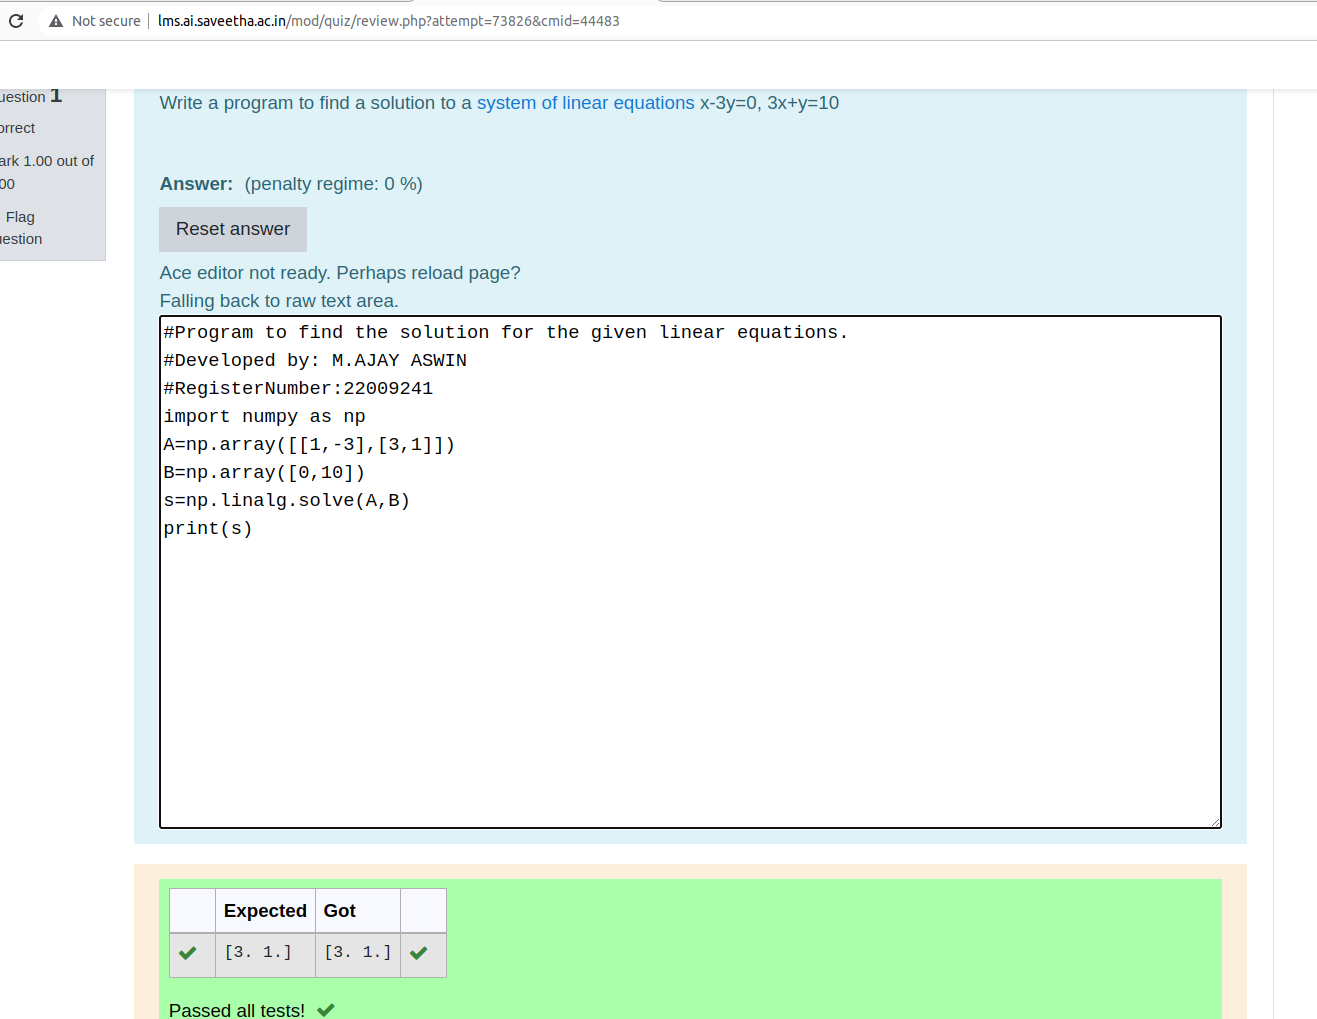 Not secure | lms.ai.saveetha.ac.in/mod/quiz/review.php?attempt=73826&cmid=44483
uestion 1
orrect
ark 1.00 out of
00
Flag
uestion
Write a program to find a solution to a system of linear equations x-3y=0, 3x+y=10
Answer: (penalty regime: 0 %)
Reset answer
Ace editor not ready. Perhaps reload page?
Falling back to raw text area.
#Program to find the solution for the given linear equations.
#Developed by: M.AJAY ASWIN
#RegisterNumber:22009241
import numpy as np
A=np.array([[1,-3],[3,1]])
B=np.array([0,10])
s=np.linalg.solve(A,B)
print(s)
Expected Got
[3. 1.] [3. 1.]
Passed all tests!